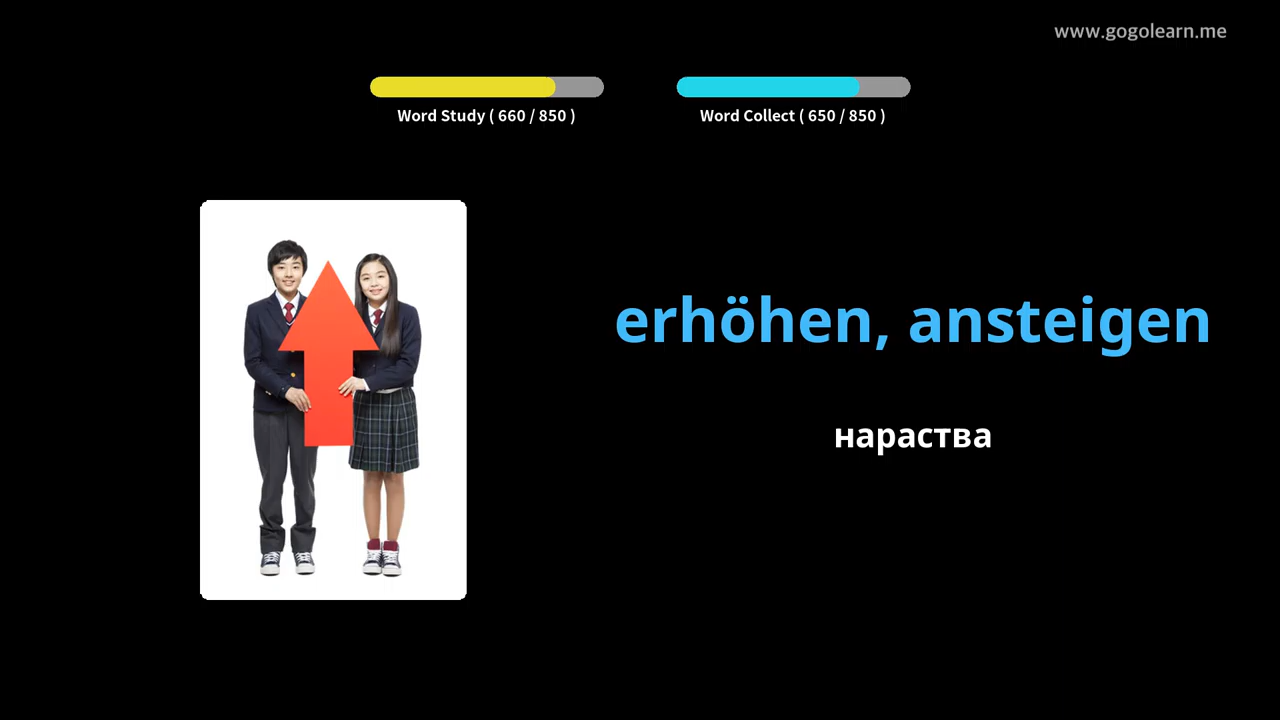 www.gogolearn.me
Word Study ( 660 / 850 )
Word Collect ( 650 / 850 )
erhöhen, ansteigen
нараства